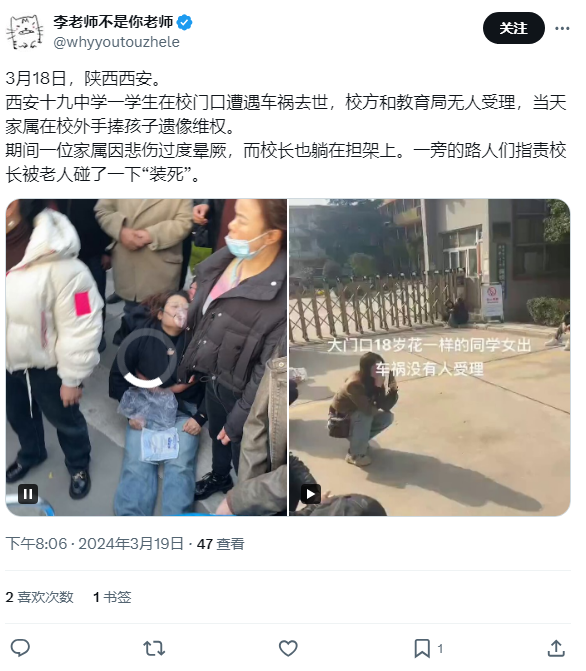 李老师不是你老师
@whyyoutouzhele
关注
3月18日，陕西西安。
西安十九中学一学生在校门口遭遇车祸去世，校方和教育局无人受理，当天
家属在校外手捧孩子遗像维权。
期间一位家属因悲伤过度晕厥，而校长也躺在担架上。一旁的路人们指责校
长被老人碰了一下“装死”。
大门口18岁花一样的同学女出
车祸没有人受理
下午8:06 · 2024年3月19日 · 47 查看
2 喜欢次数 1 书签
1